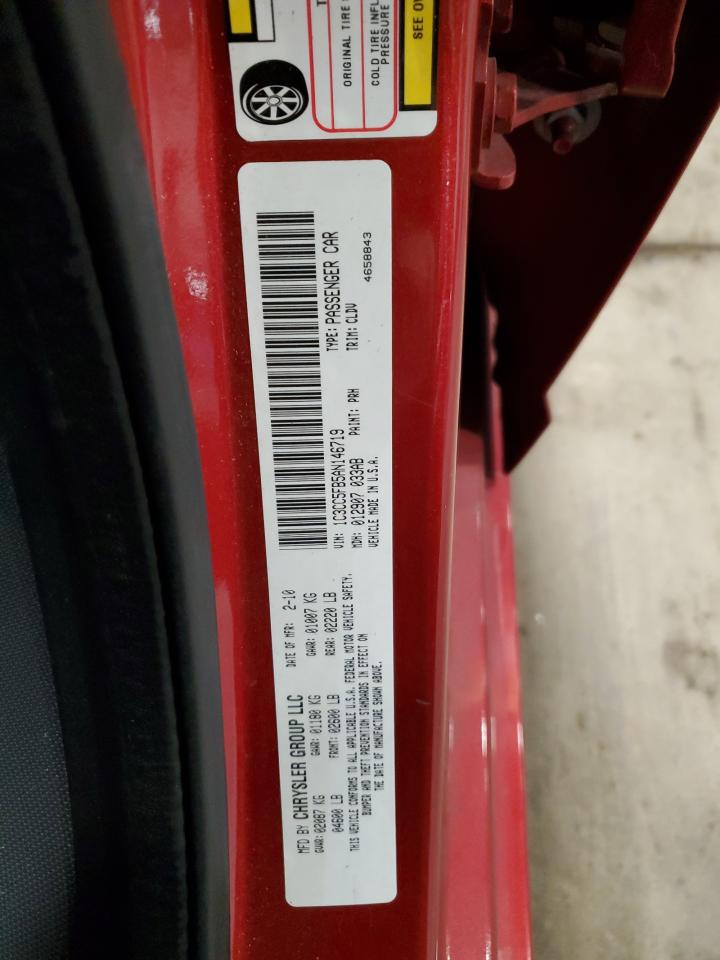 ORIGINAL TIRE
COLD TIRE INFL
PRESSURE
SEE OW
MFD BY CHRYSLER GROUP LLC
DATE OF MFR: 2-10
GVWR: 02087 KG
GAWR: 01180 KG
GAWR: 01007 KG
04600 LB
FRONT: 02600 LB
REAR: 02220 LB
THIS VEHICLE CONFORMS TO ALL APPLICABLE U.S.A. FEDERAL MOTOR VEHICLE SAFETY,
BUMPER AND THEFT PREVENTION STANDARDS IN EFFECT ON
THE DATE OF MANUFACTURE SHOWN ABOVE.
VIN: 1C3CC5FB5AN146719
TYPE: PASSENGER CAR
MDH: 012907 033AB
PAINT: PRH
TRIM: CLDV
VEHICLE MADE IN U.S.A.
4658843